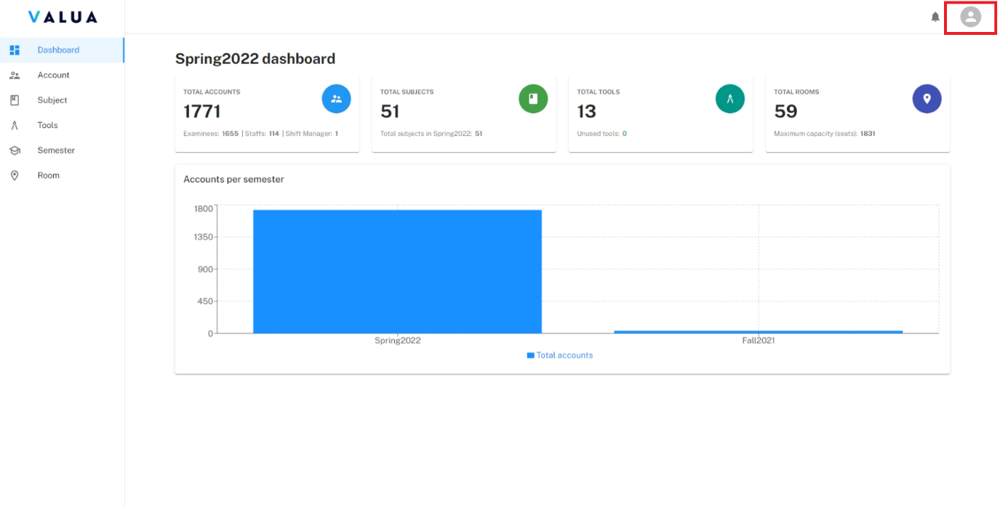 VALUA
Dashboard
Account
Subject
Tools
Semester
Room
Spring2022 dashboard
TOTAL ACCOUNTS
1771
Examinees: 1655 | Staffs: 114 | Shift Manager: 1
TOTAL SUBJECTS
51
Total subjects in Spring2022: 51
TOTAL TOOLS
13
Unused tools: 0
TOTAL ROOMS
59
Maximum capacity (seats): 1831
Accounts per semester
1800
1350
900
450
0
Spring2022
Fall2021
Total accounts